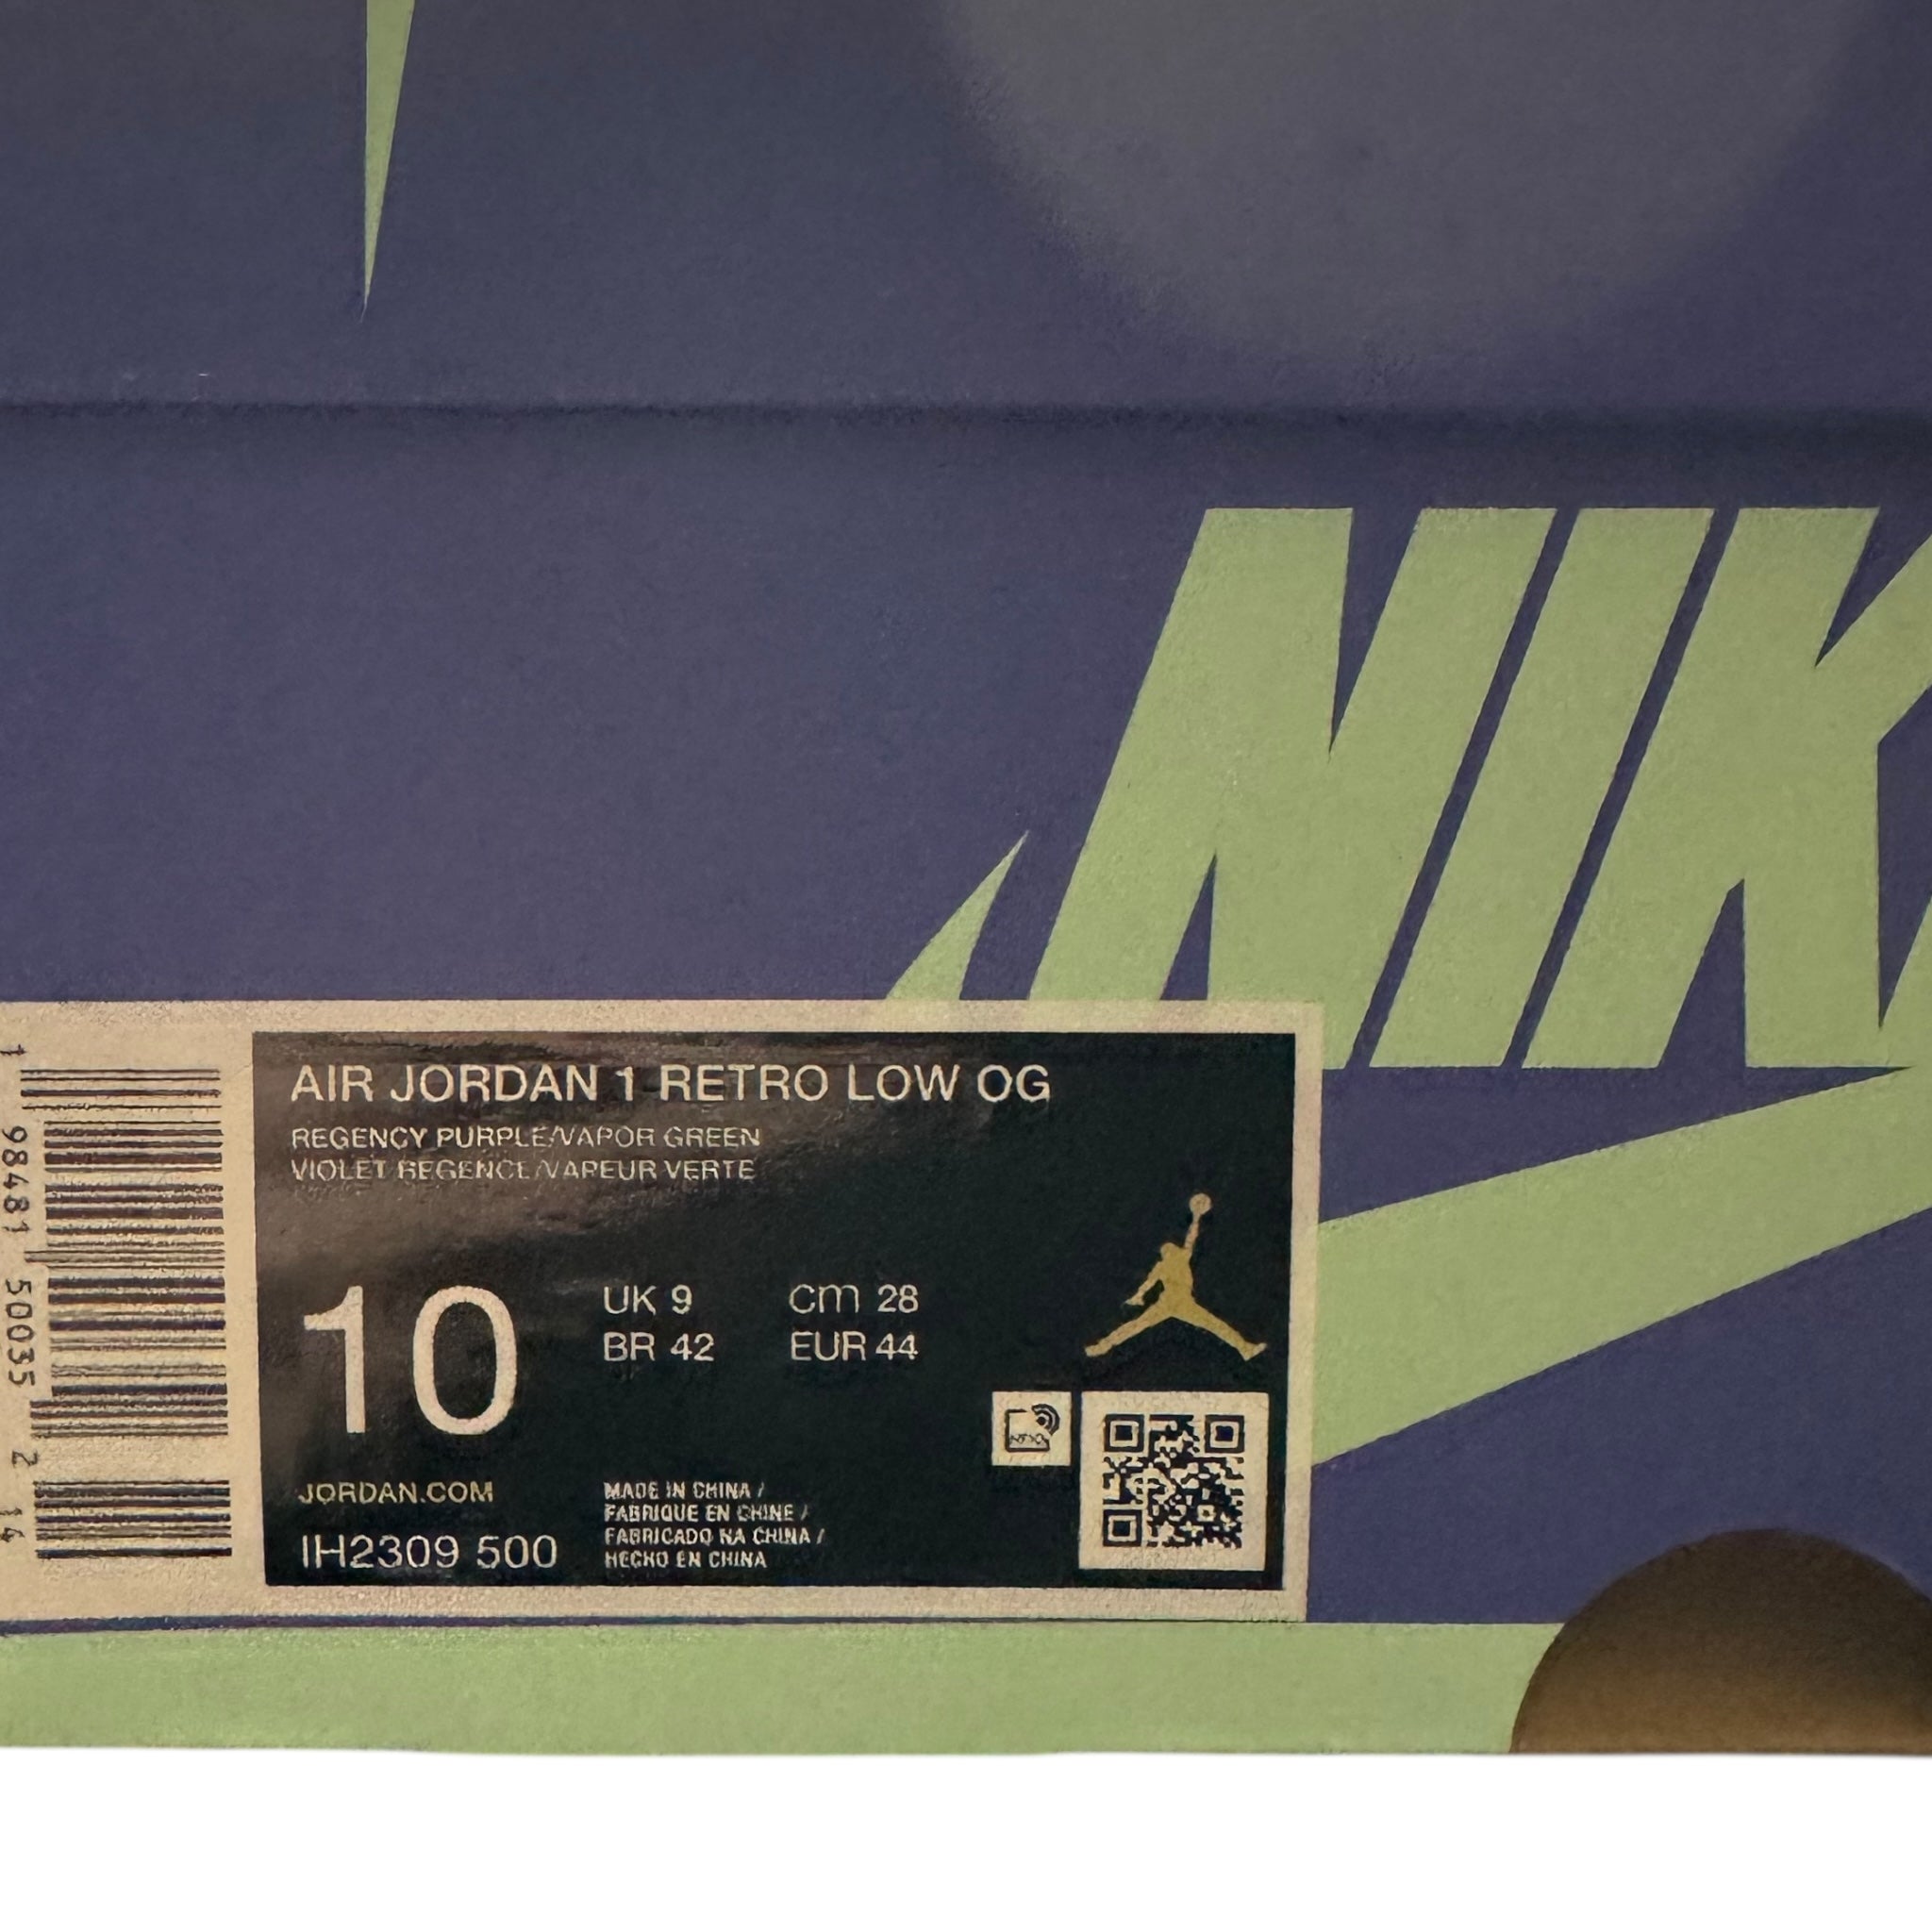 NIK
AIR JORDAN 1 RETRO LOW OG
REGENCY PURPLE/VAPOR GREEN
VIOLET REGENCE/VAPEUR VERTE
10
UK 9 cm 28
BR 42 EUR 44
JORDAN.COM
IH2309 500
MADE IN CHINA /
FABRIQUE EN CHINE /
FABRICADO NA CHINA /
HECHO EN CHINA
1 98481 50035 2 14